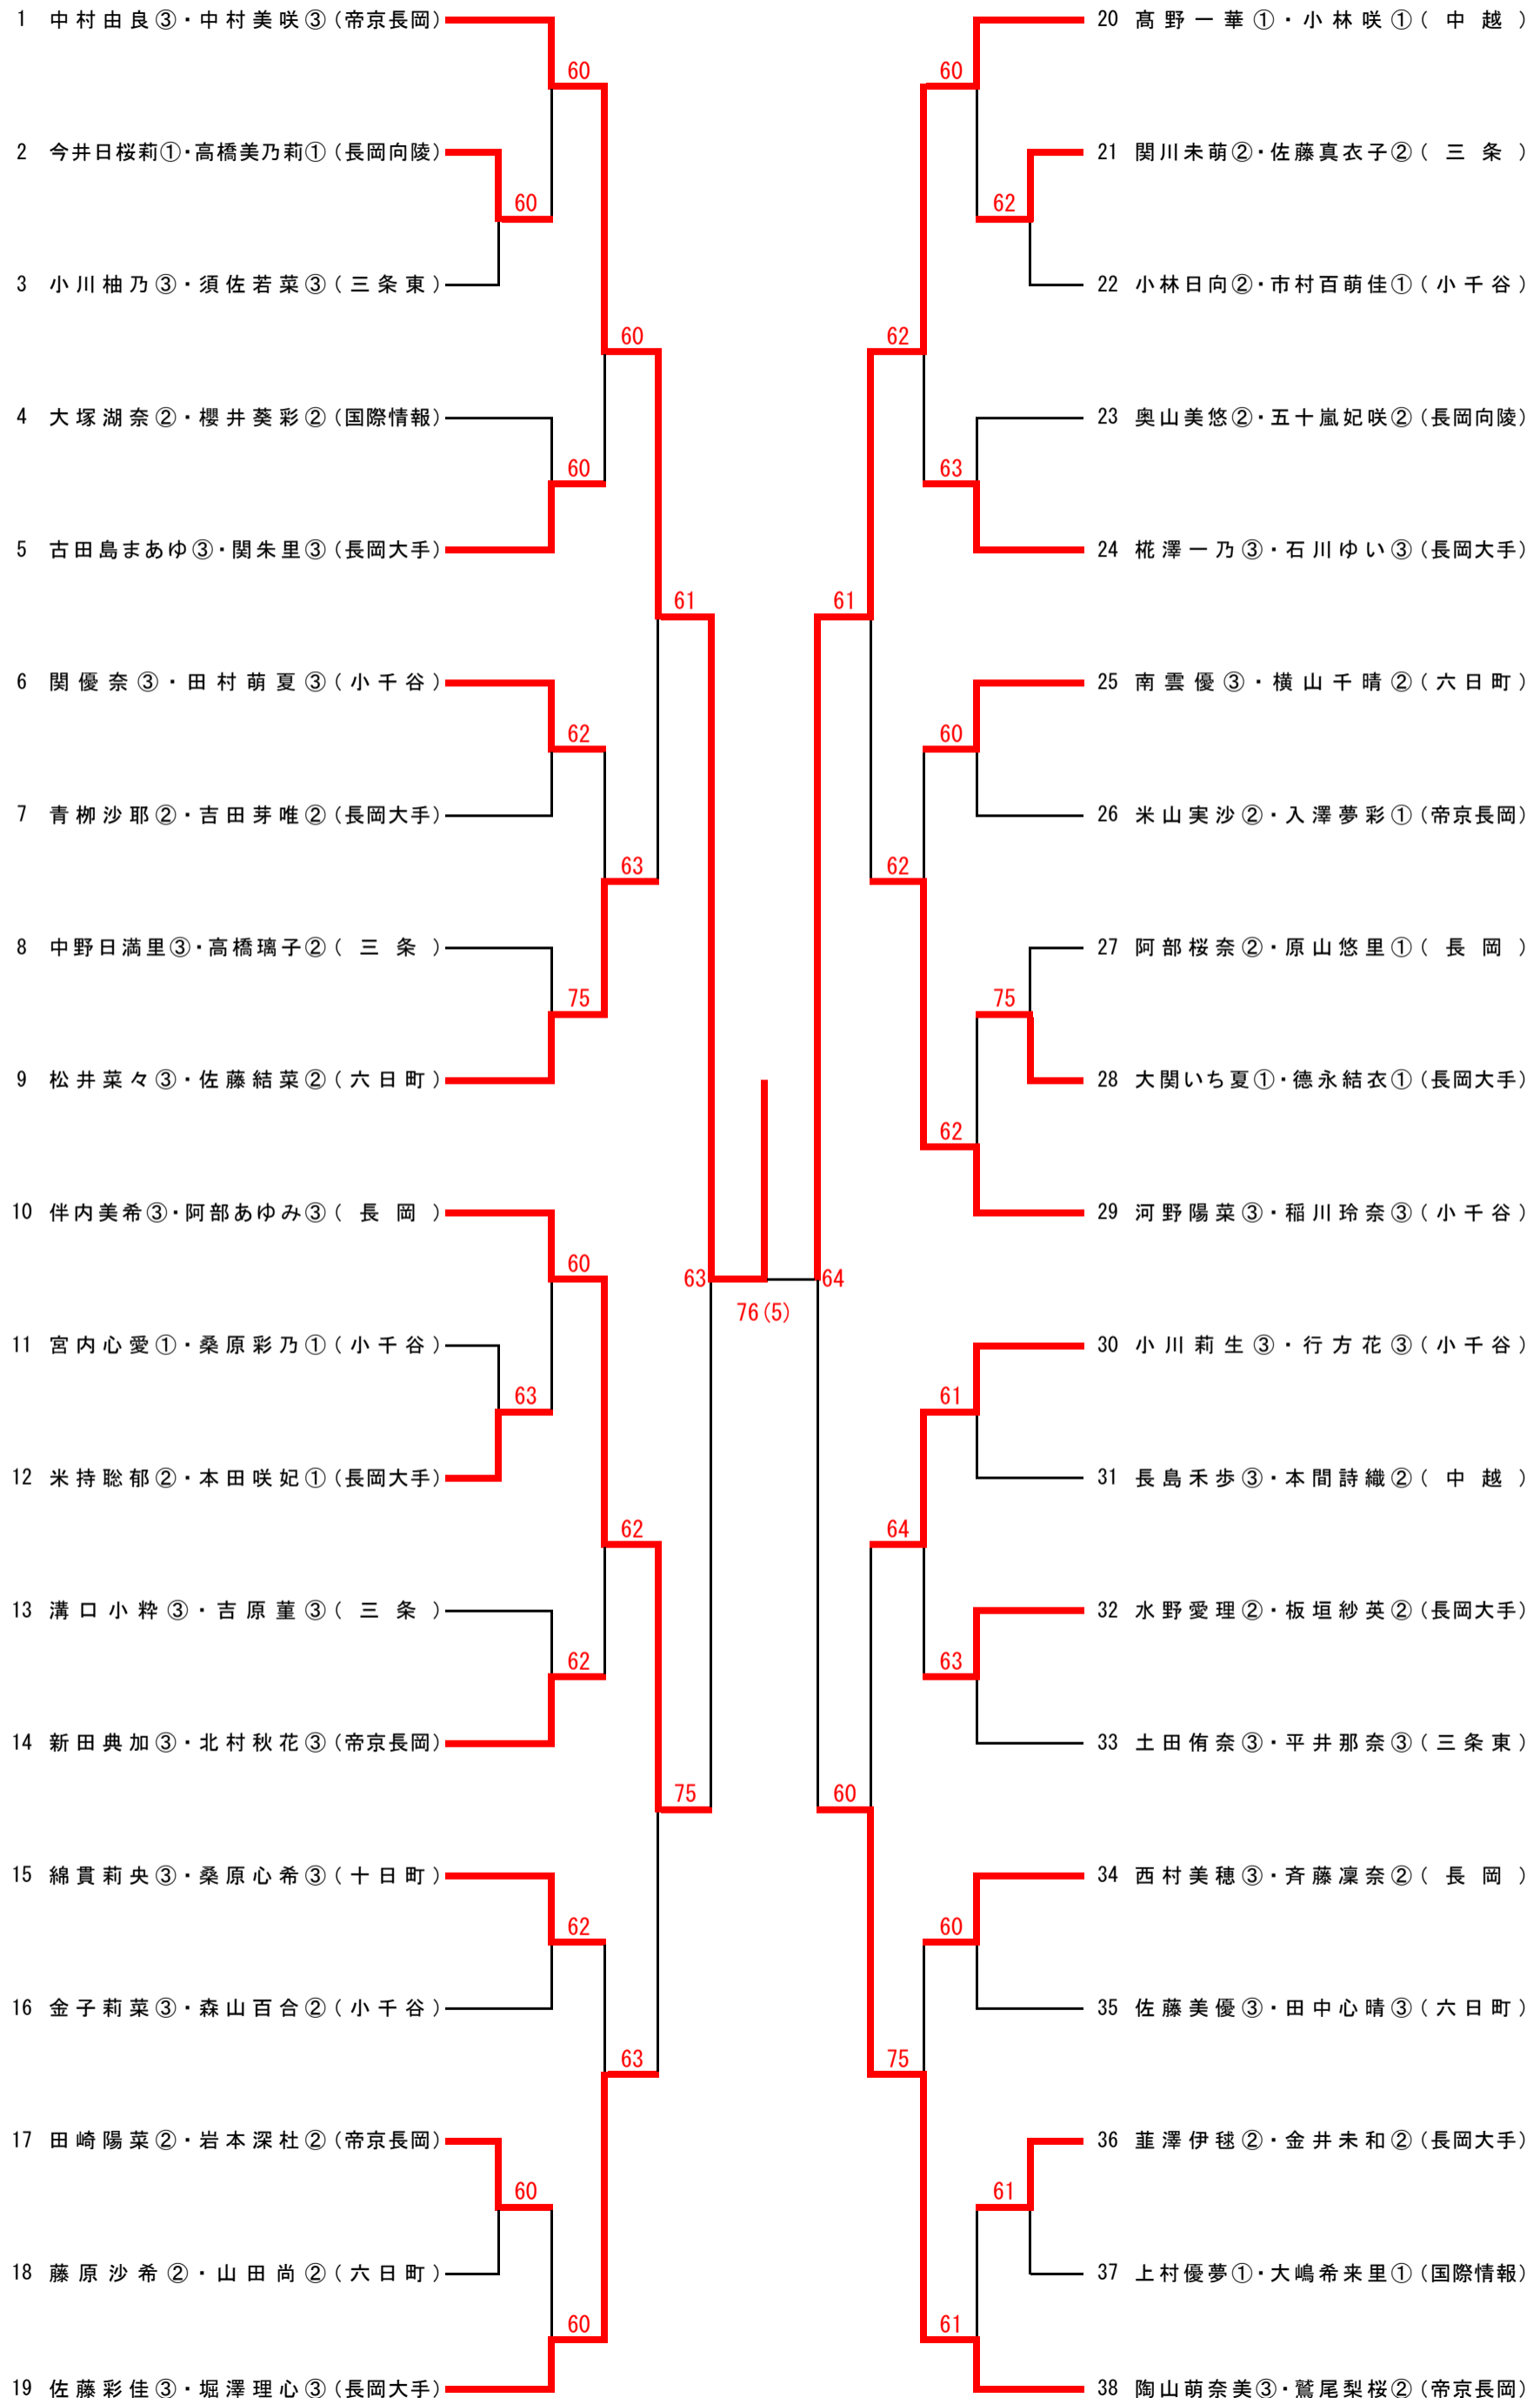 1 中村由良③・中村美咲③(帝京長岡)
60
2 今井日桜莉①・高橋美乃莉①(長岡向陵)
60
3 小川柚乃③・須佐若菜③(三条東)
60
4 大塚湖奈②・櫻井葵彩②(国際情報)
60
5 古田島まあゆ③・関朱里③(長岡大手)
61
6 関優奈③・田村萌夏③(小千谷)
62
7 青栁沙耶②・吉田芽唯②(長岡大手)
63
8 中野日満里③・高橋璃子②(三条)
75
9 松井菜々③・佐藤結菜②(六日町)
10 伴内美希③・阿部あゆみ③(長岡)
60
63
11 宮内心愛①・桑原彩乃①(小千谷)
63
12 米持聡郁②・本田咲妃①(長岡大手)
62
13 溝口小粋③・吉原菫③(三条)
62
14 新田典加③・北村秋花③(帝京長岡)
75
15 綿貫莉央③・桑原心希③(十日町)
62
16 金子莉菜③・森山百合②(小千谷)
63
17 田崎陽菜②・岩本深杜②(帝京長岡)
60
18 藤原沙希②・山田尚②(六日町)
60
19 佐藤彩佳③・堀澤理心③(長岡大手)
76(5)
20 髙野一華①・小林咲①(中越)
60
21 関川未萌②・佐藤真衣子②(三条)
62
22 小林日向②・市村百萌佳①(小千谷)
62
23 奥山美悠②・五十嵐妃咲②(長岡向陵)
63
24 椛澤一乃③・石川ゆい③(長岡大手)
61
25 南雲優③・横山千晴②(六日町)
60
26 米山実沙②・入澤夢彩①(帝京長岡)
62
27 阿部桜奈②・原山悠里①(長岡)
75
28 大関いち夏①・德永結衣①(長岡大手)
62
29 河野陽菜③・稲川玲奈③(小千谷)
64
30 小川莉生③・行方花③(小千谷)
61
31 長島禾歩③・本間詩織②(中越)
64
32 水野愛理②・板垣紗英②(長岡大手)
63
33 土田侑奈③・平井那奈③(三条東)
60
34 西村美穂③・斉藤凜奈②(長岡)
60
35 佐藤美優③・田中心晴③(六日町)
75
36 韮澤伊毬②・金井未和②(長岡大手)
61
37 上村優夢①・大嶋希来里①(国際情報)
61
38 陶山萌奈美③・鷲尾梨桜②(帝京長岡)